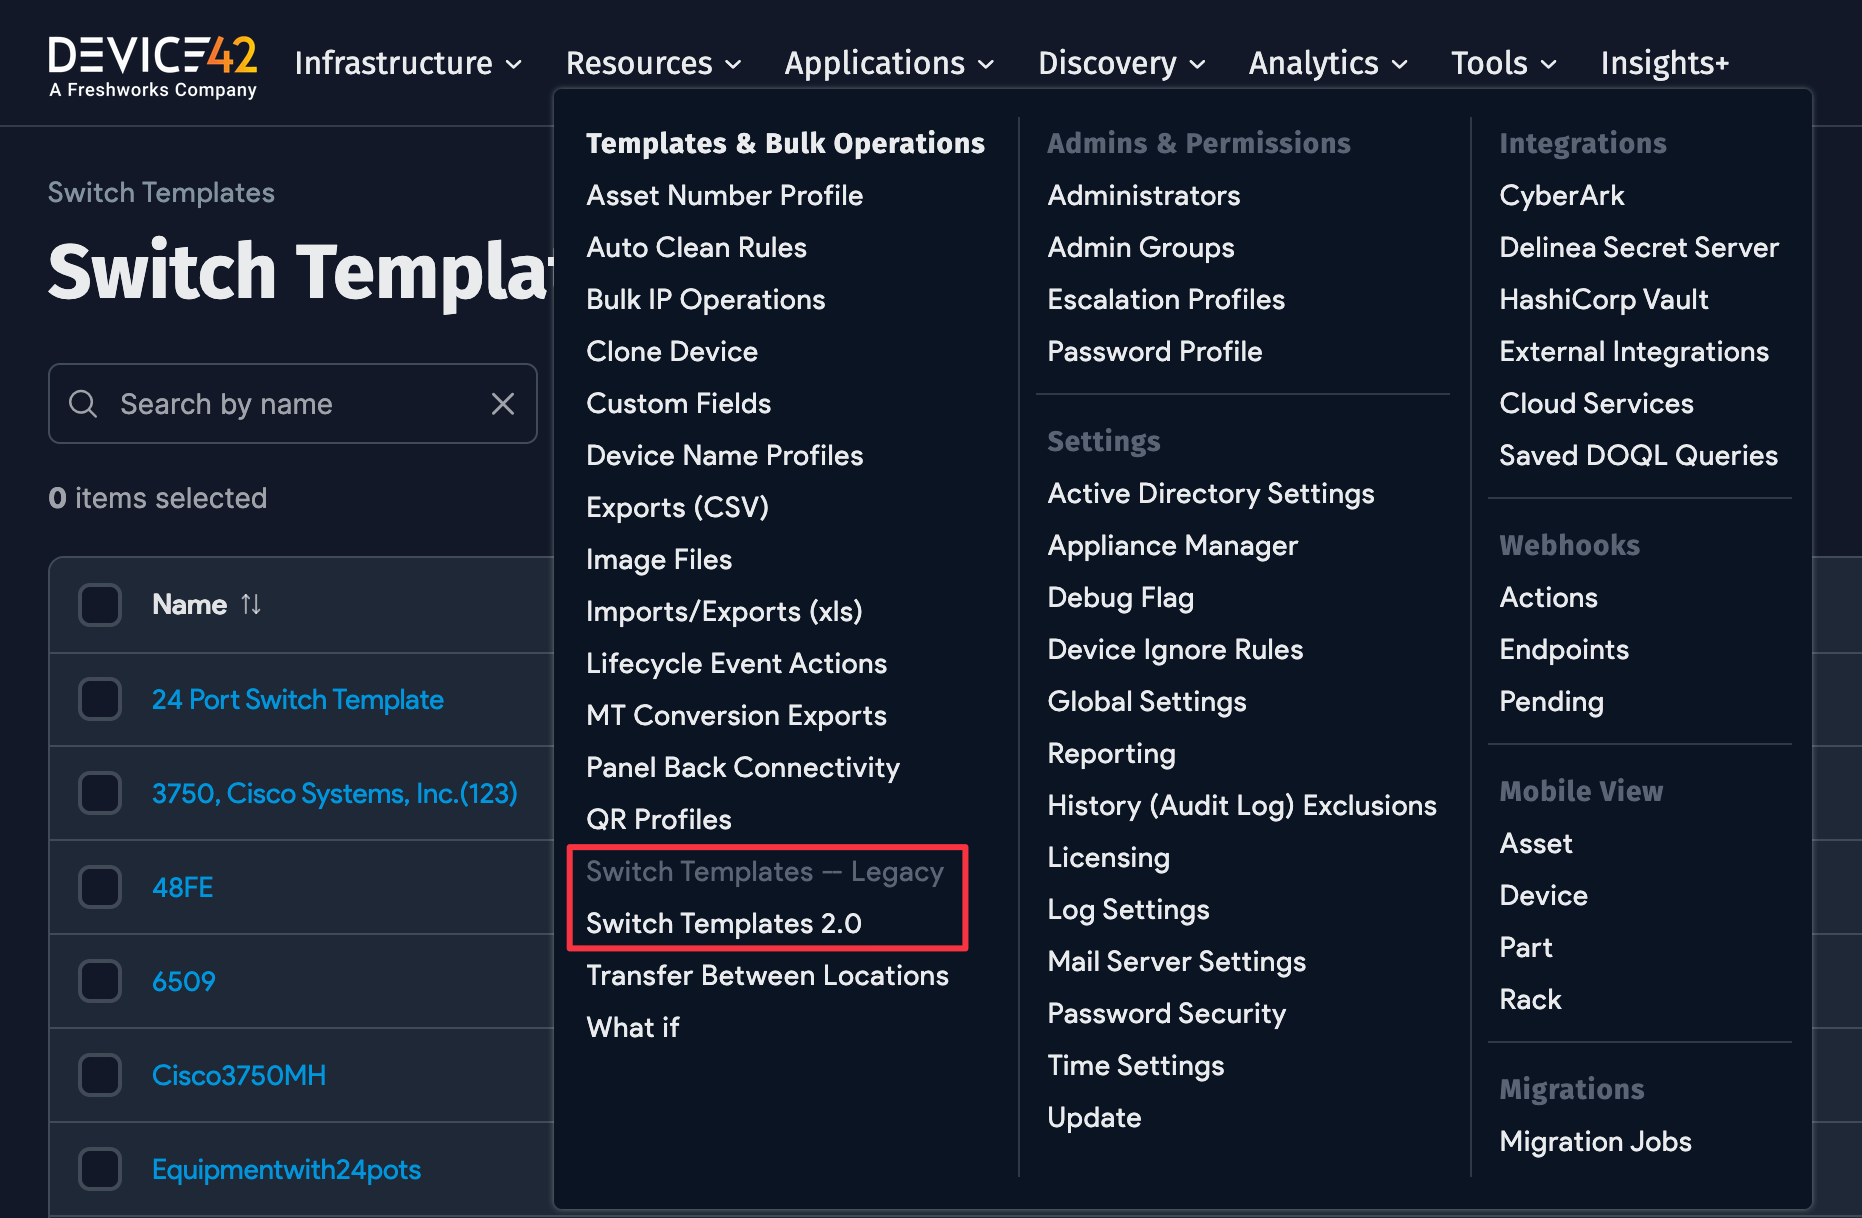 DEVICE42
A Freshworks Company
Infrastructure
Resources
Applications
Discovery
Analytics
Tools
Insights+
Switch Templates
Switch Templat
Search by name
0 items selected
Name
24 Port Switch Template
3750, Cisco Systems, Inc.(123)
48FE
6509
Cisco3750MH
Equipmentwith24pots
Templates & Bulk Operations
Asset Number Profile
Auto Clean Rules
Bulk IP Operations
Clone Device
Custom Fields
Device Name Profiles
Exports (CSV)
Image Files
Imports/Exports (xls)
Lifecycle Event Actions
MT Conversion Exports
Panel Back Connectivity
QR Profiles
Switch Templates — Legacy
Switch Templates 2.0
Transfer Between Locations
What if
Admins & Permissions
Administrators
Admin Groups
Escalation Profiles
Password Profile
Settings
Active Directory Settings
Appliance Manager
Debug Flag
Device Ignore Rules
Global Settings
Reporting
History (Audit Log) Exclusions
Licensing
Log Settings
Mail Server Settings
Password Security
Time Settings
Update
Integrations
CyberArk
Delinea Secret Server
HashiCorp Vault
External Integrations
Cloud Services
Saved DOQL Queries
Webhooks
Actions
Endpoints
Pending
Mobile View
Asset
Device
Part
Rack
Migrations
Migration Jobs